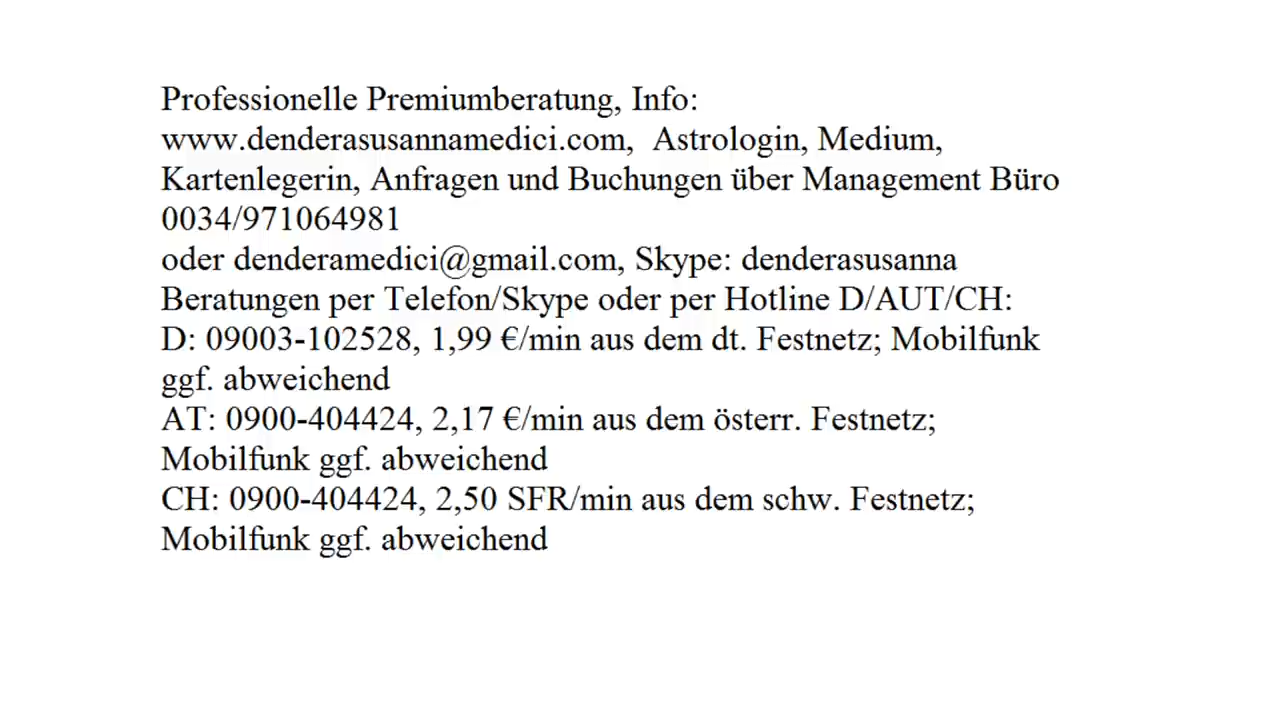 Professionelle Premiumberatung, Info:
www.denderasusannamedici.com,  Astrologin, Medium,
Kartenlegerin, Anfragen und Buchungen über Management Büro
0034/971064981
oder denderamedici@gmail.com, Skype: denderasusanna
Beratungen per Telefon/Skype oder per Hotline D/AUT/CH:
D: 09003-102528, 1,99 €/min aus dem dt. Festnetz; Mobilfunk
ggf. abweichend
AT: 0900-404424, 2,17 €/min aus dem österr. Festnetz;
Mobilfunk ggf. abweichend
CH: 0900-404424, 2,50 SFR/min aus dem schw. Festnetz;
Mobilfunk ggf. abweichend